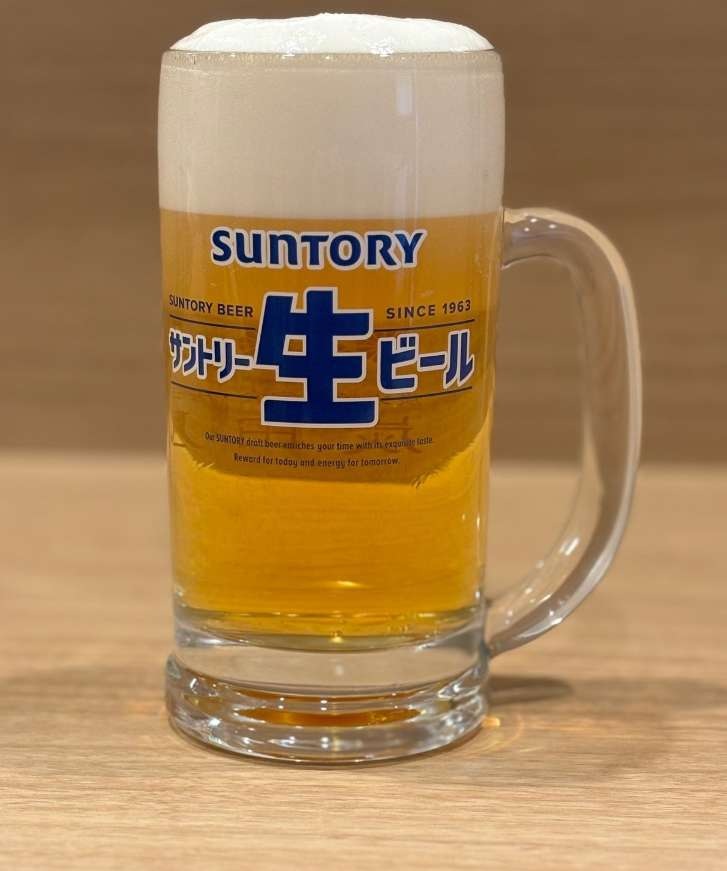 SUNTORY
SUNTORY BEER SINCE 1963
サントリー生ビール
Our SUNTORY draft beer enriches your time with its exquisite taste.
Reward for today and energy for tomorrow.